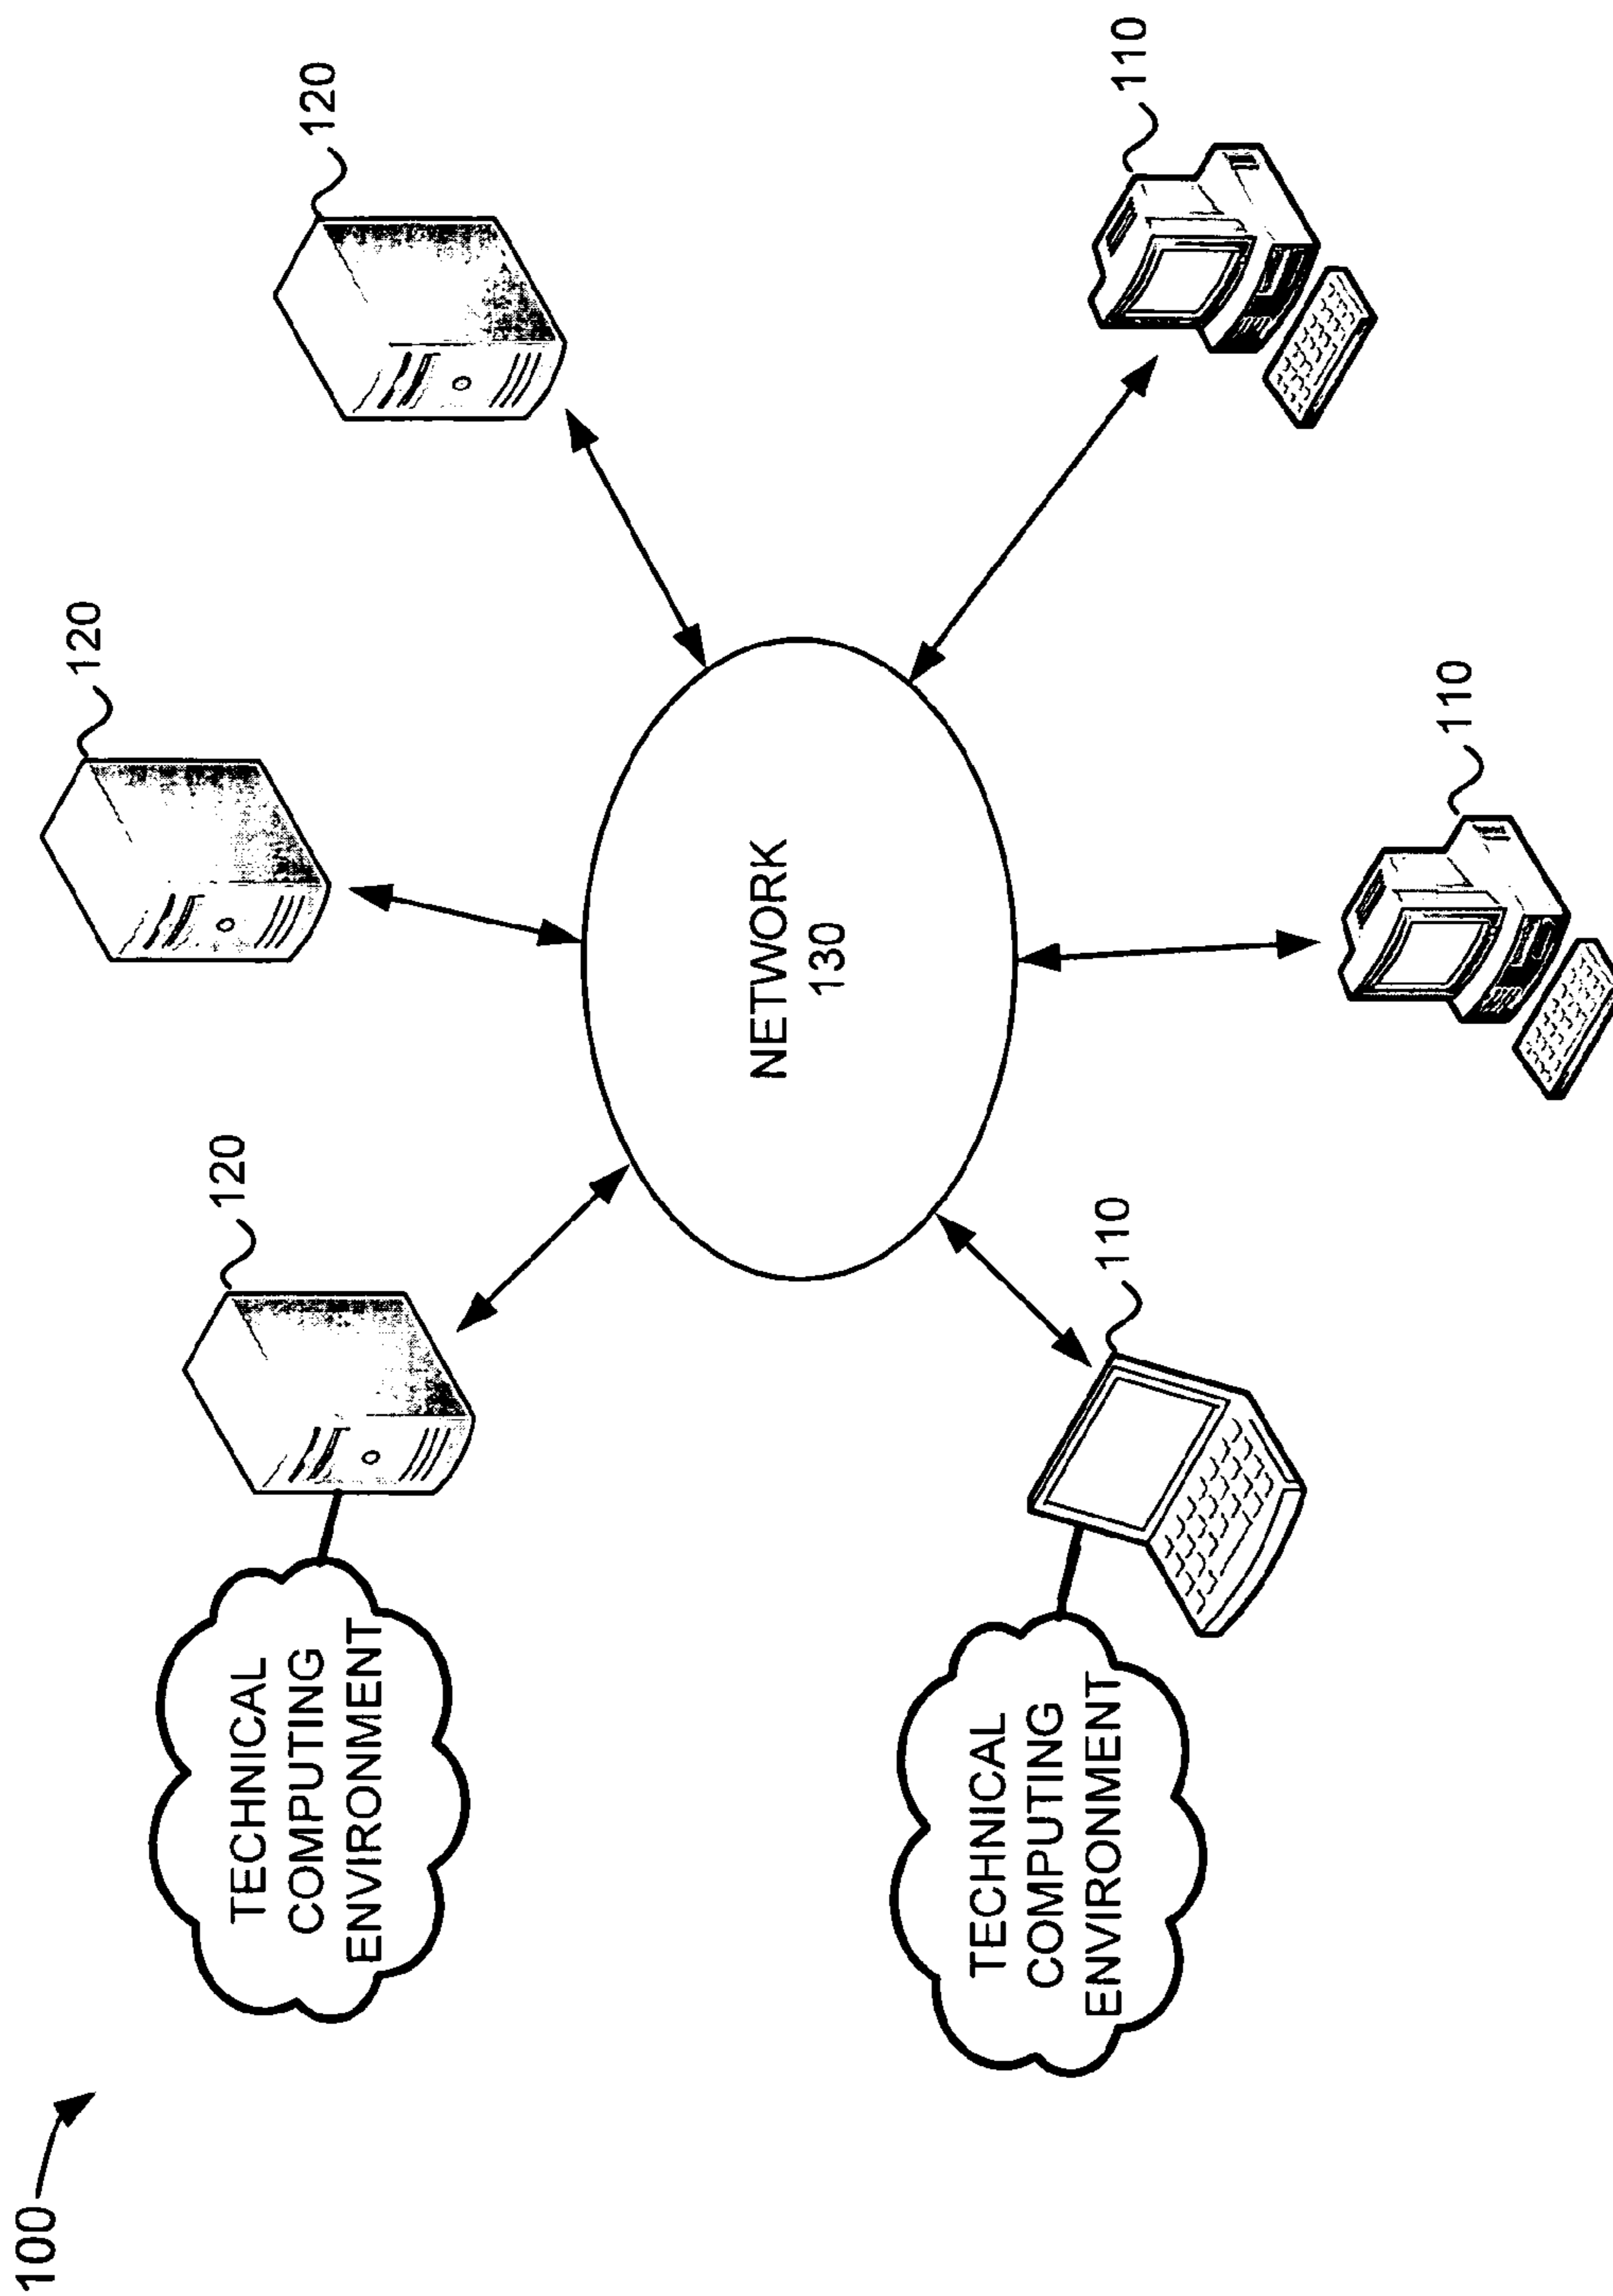 100
TECHNICAL
COMPUTING
ENVIRONMENT
120
120
120
NETWORK
130
TECHNICAL
COMPUTING
ENVIRONMENT
110
110
110